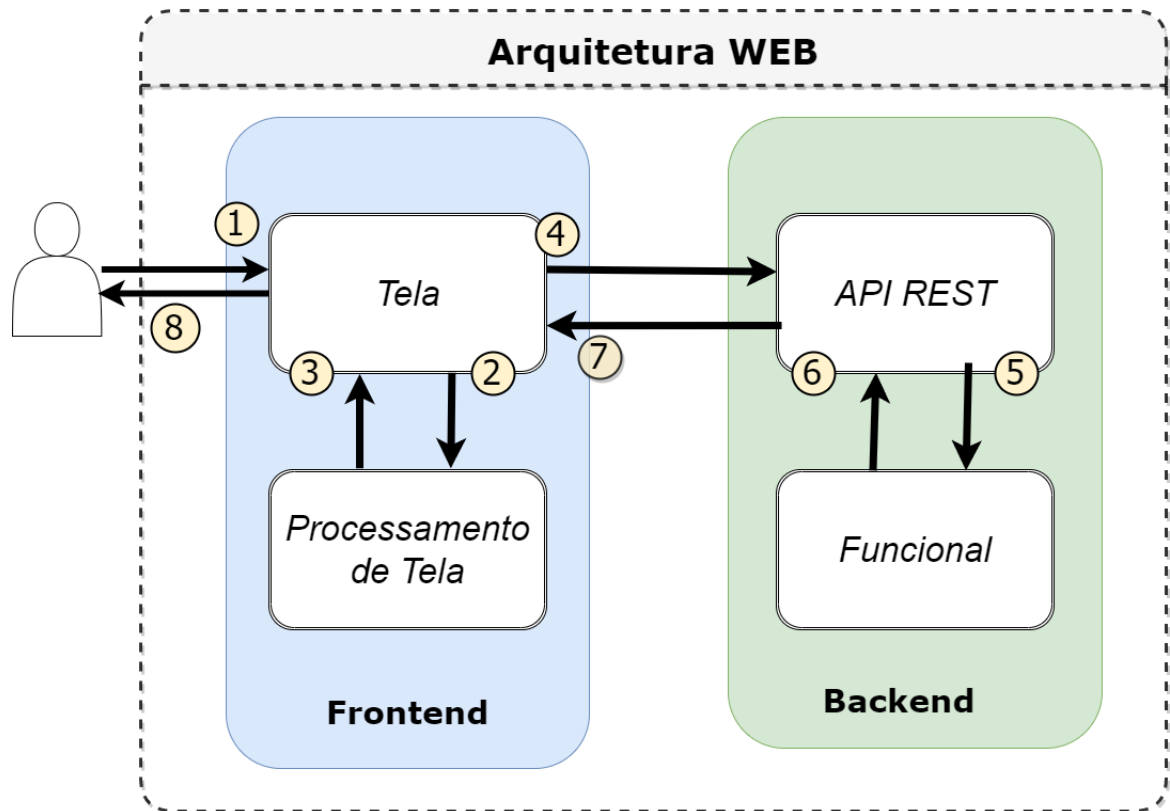 Arquitetura WEB
1
4
Tela
API REST
8
3
2
7
6
5
Processamento
de Tela
Funcional
Frontend
Backend